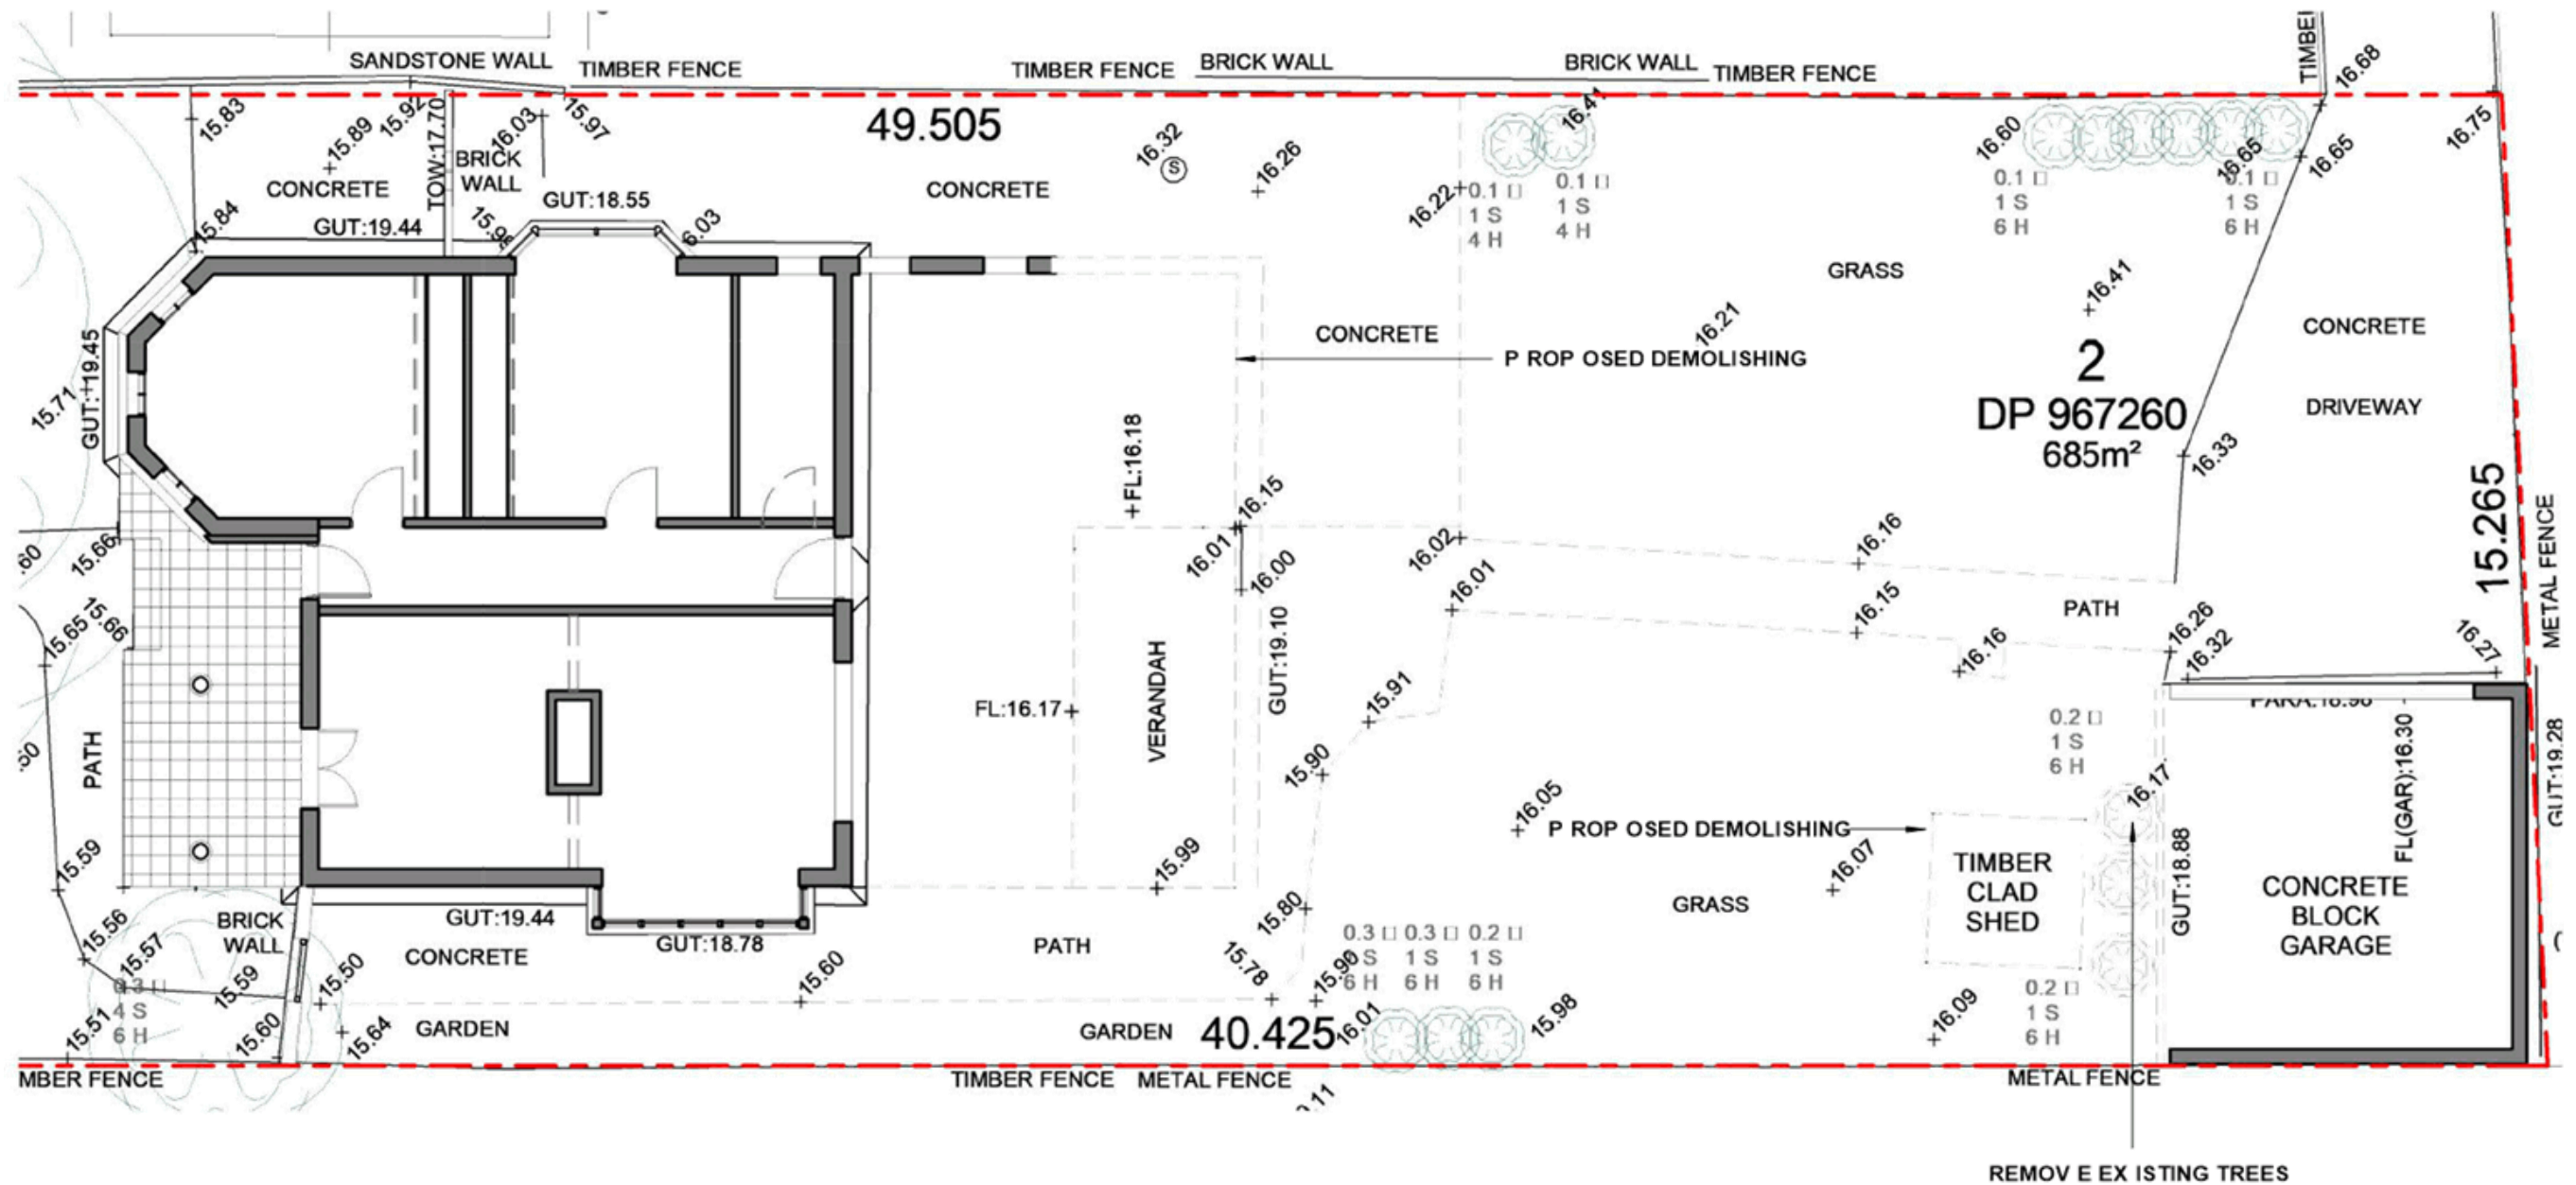 SANDSTONE WALL
TIMBER FENCE
TIMBER FENCE
BRICK WALL
BRICK WALL
TIMBER FENCE
16.68
15.83
15.89
15.92
TOW:17.70
16.03
15.97
49.505
16.32
S
16.26
16.41
16.60
16.65
16.65
16.75
BRICK
WALL
CONCRETE
GUT:18.55
CONCRETE
16.22
0.1
1 S
4 H
0.1
1 S
4 H
0.1
1 S
6 H
1 S
6 H
15.84
GUT:19.44
6.03
GRASS
16.41
16.21
CONCRETE
CONCRETE
P ROP OSED DEMOLISHING
2
DP 967260
685m²
DRIVEWAY
15.71
GUT:19.45
FL:16.18
16.33
15.265
METAL FENCE
16.15
16.01
16.00
16.02
16.01
16.16
16.15
PATH
16.26
16.32
16.27
.60
15.66
15.65
15.66
16.16
GUT:19.10
VERANDAH
FL:16.17
15.91
15.90
0.2
1 S
6 H
16.17
FL(GAR):16.30
GUT:19.28
.50
PATH
16.05
P ROP OSED DEMOLISHING
16.07
TIMBER
CLAD
SHED
GUT:18.88
CONCRETE
BLOCK
GARAGE
15.59
15.99
GRASS
15.80
15.56
15.57
BRICK
WALL
GUT:19.44
GUT:18.78
CONCRETE
PATH
0.3
0.3
0.2
1 S
1 S
6 H
6 H
6 H
15.59
15.50
15.60
15.78
15.90
0.2
1 S
6 H
4 S
6 H
15.51
15.60
15.64
GARDEN
GARDEN
40.425
16.01
15.98
16.09
MBER FENCE
TIMBER FENCE
METAL FENCE
METAL FENCE
REMOV E EX ISTING TREES